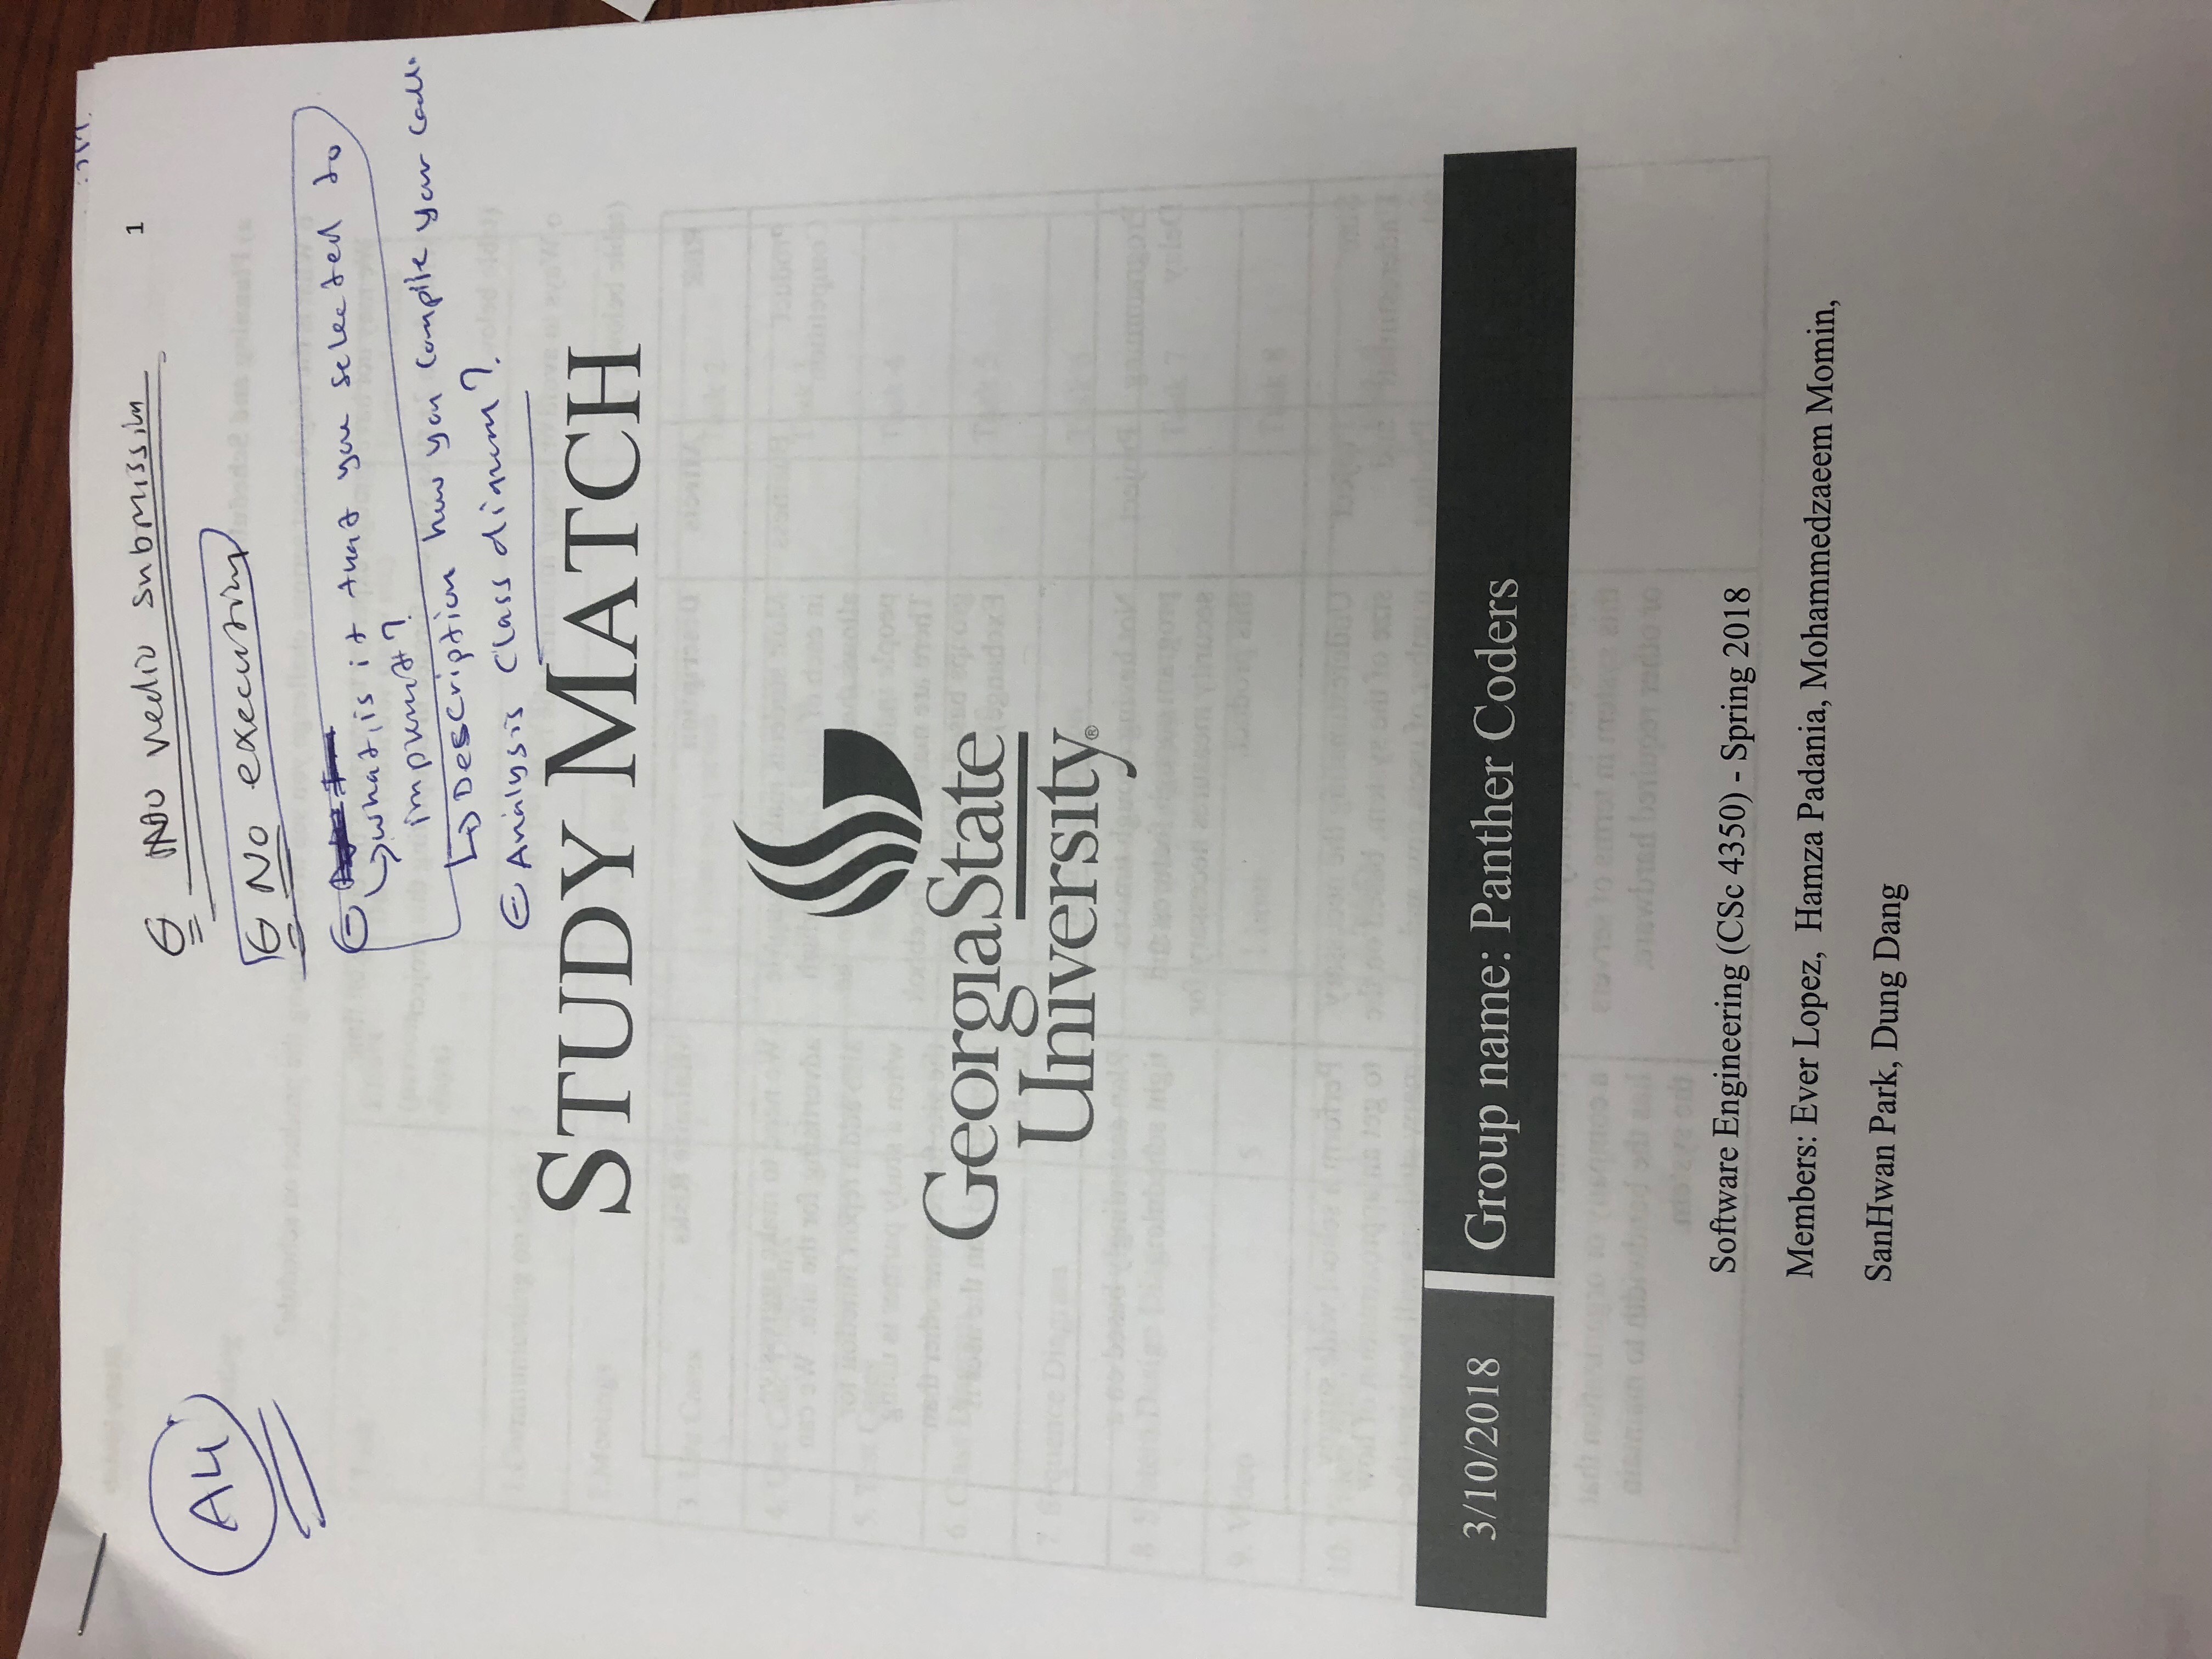 1
A4
No vedio submission
No execution
what is it that you selected to
implement?
Description how you compile your code.
Analysis class diagram?
STUDY MATCH
GeorgiaState
University®
3/10/2018
Group name: Panther Coders
Software Engineering (CSc 4350) - Spring 2018
Members: Ever Lopez, Hamza Padania, Mohammedzaeem Momin,
SanHwan Park, Dung Dang